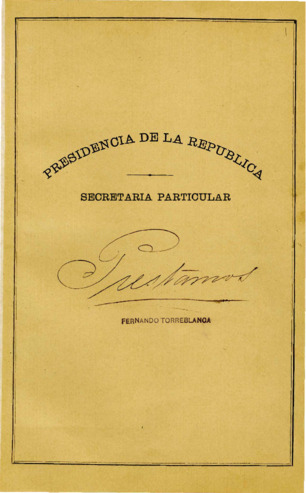 PRESIDENCIA DE LA REPUBLICA
SECRETARIA PARTICULAR
Prestamos
FERNANDO TORREBLANCA